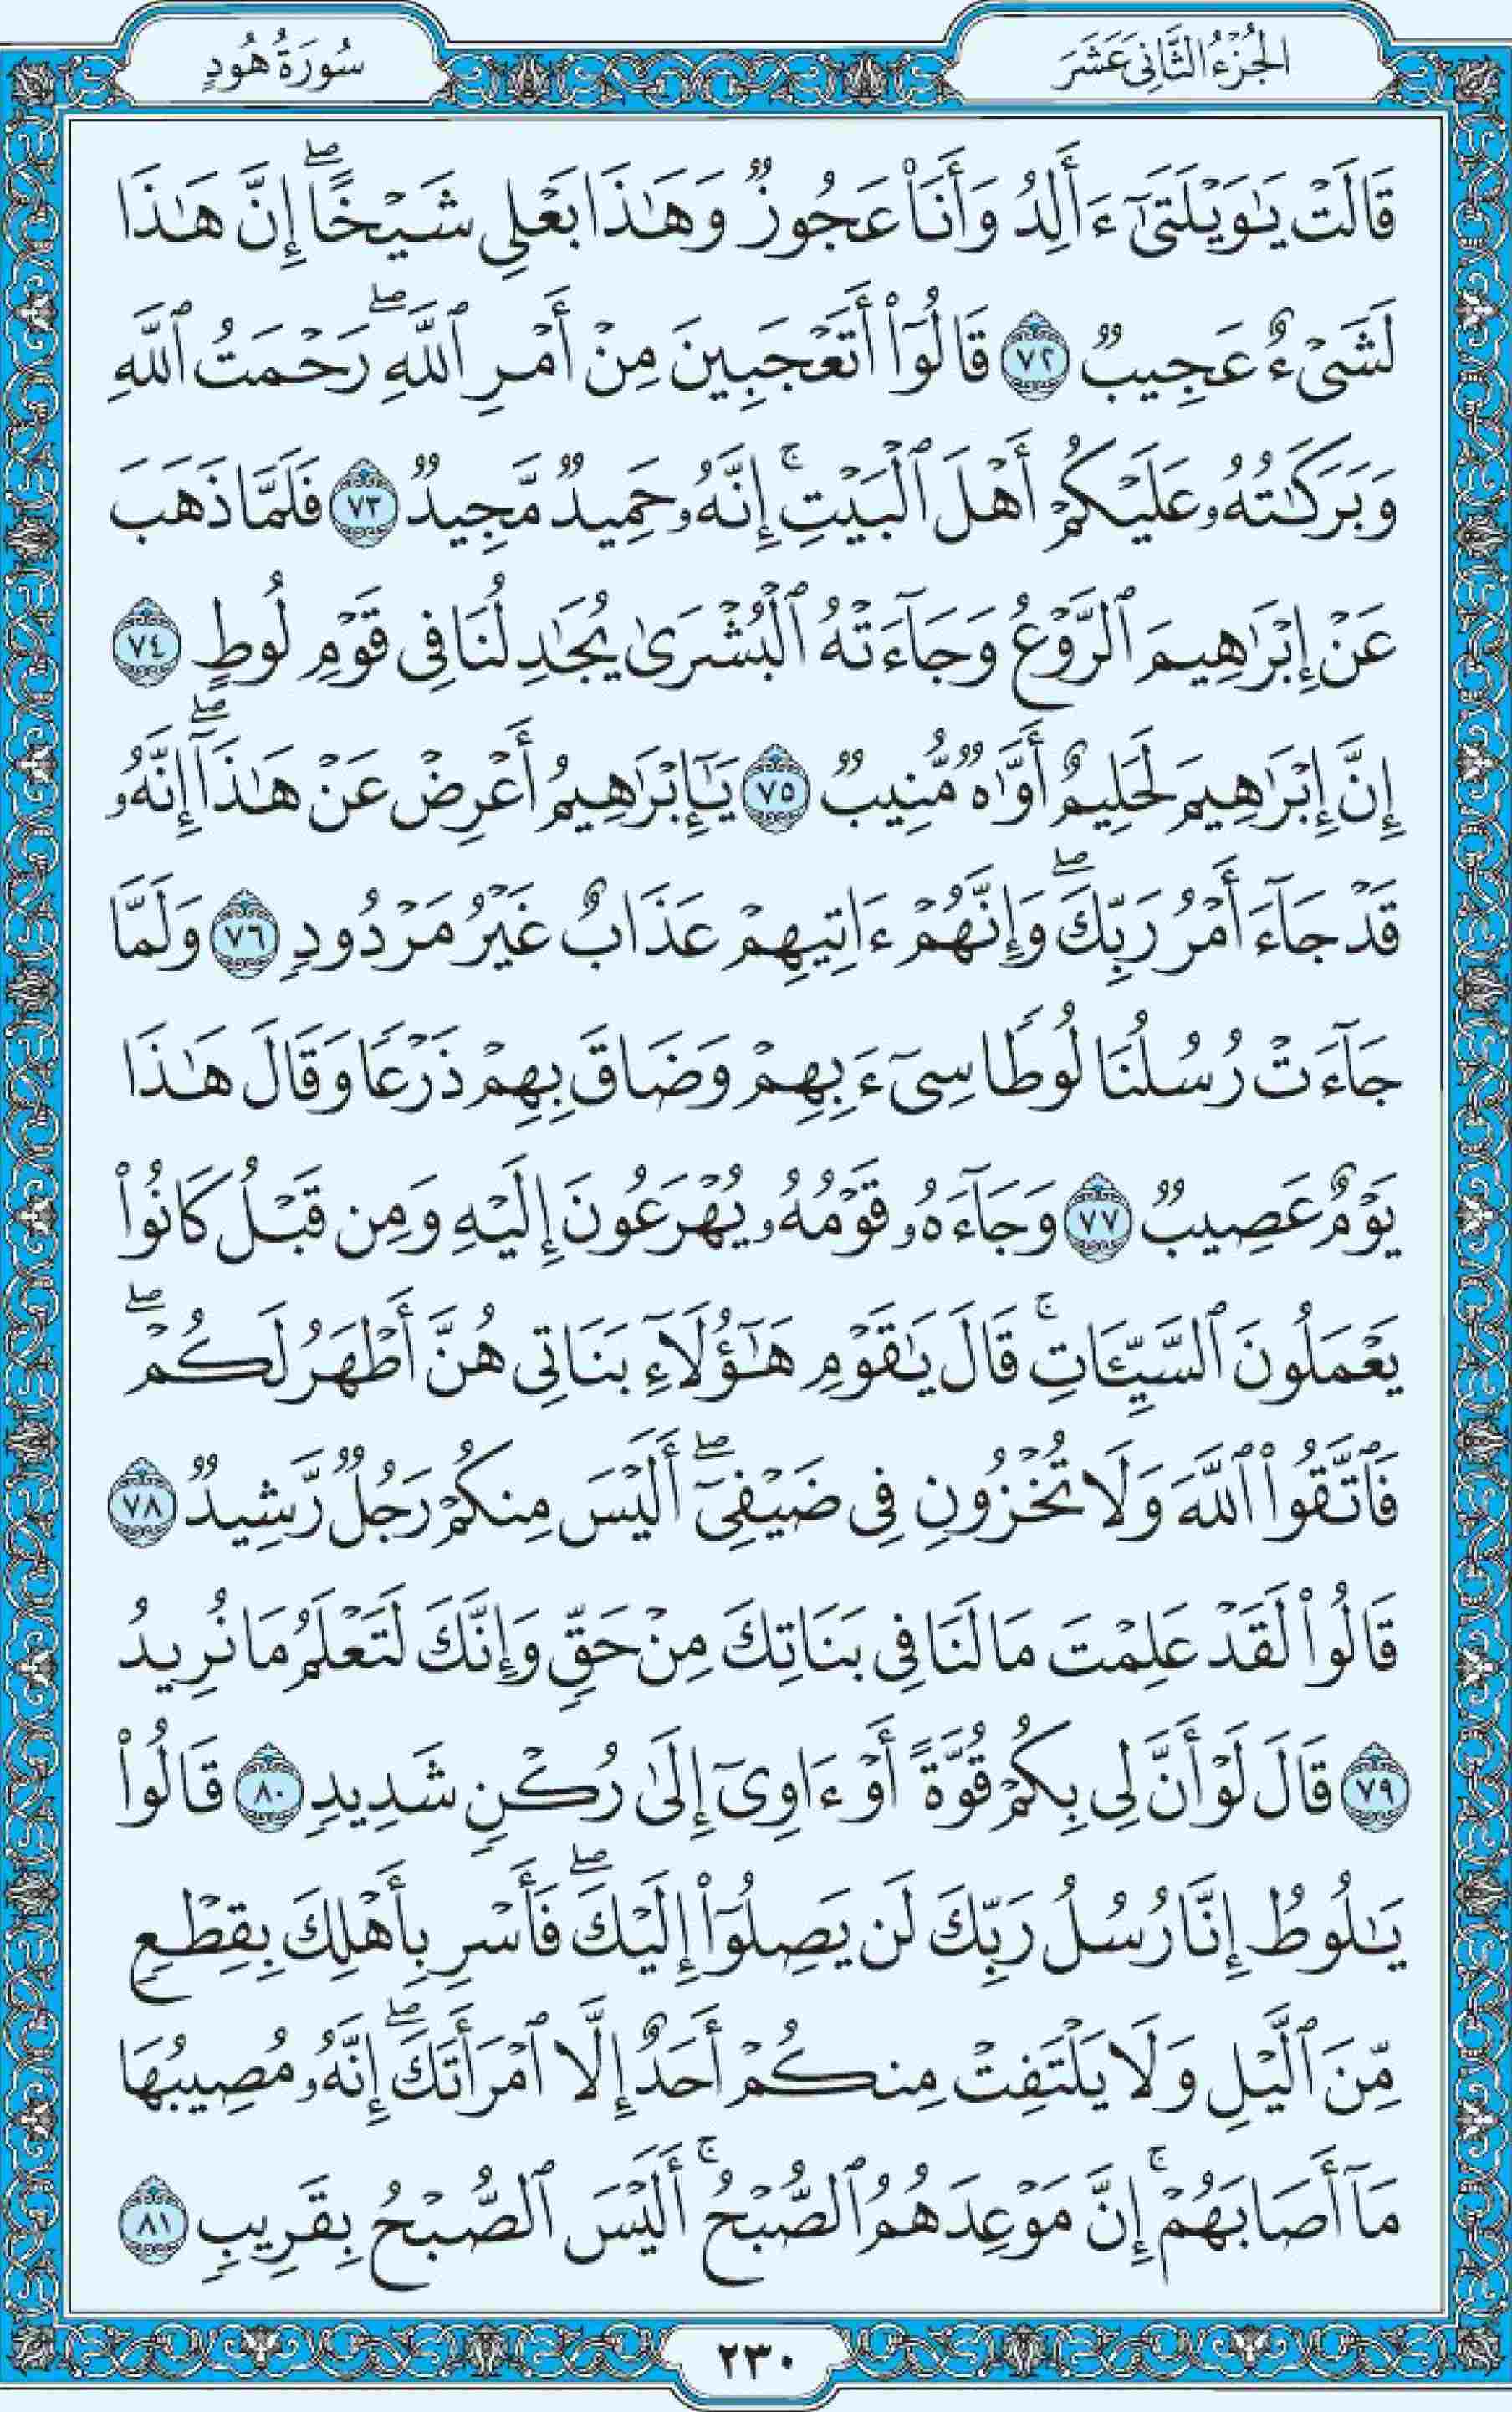 الجُزْءُ الثَّانِي عَشَرَ
سُورَةُ هُودٍ
قَالَتْ يَٰوَيْلَتَىٰٓ ءَأَلِدُ وَأَنَا۠ عَجُوزٌ وَهَٰذَا بَعْلِى شَيْخًا ۖ إِنَّ هَٰذَا
لَشَىْءٌ عَجِيبٌ ٧٢ قَالُوٓا۟ أَتَعْجَبِينَ مِنْ أَمْرِ ٱللَّهِ ۖ رَحْمَتُ ٱللَّهِ
وَبَرَكَٰتُهُۥ عَلَيْكُمْ أَهْلَ ٱلْبَيْتِ ۚ إِنَّهُۥ حَمِيدٌ مَّجِيدٌ ٧٣ فَلَمَّا ذَهَبَ
عَنْ إِبْرَٰهِيمَ ٱلرَّوْعُ وَجَآءَتْهُ ٱلْبُشْرَىٰ يُجَٰدِلُنَا فِى قَوْمِ لُوطٍ ٧٤
إِنَّ إِبْرَٰهِيمَ لَحَلِيمٌ أَوَّٰهٌ مُّنِيبٌ ٧٥ يَٰٓإِبْرَٰهِيمُ أَعْرِضْ عَنْ هَٰذَآ ۖ إِنَّهُۥ
قَدْ جَآءَ أَمْرُ رَبِّكَ ۖ وَإِنَّهُمْ ءَاتِيهِمْ عَذَابٌ غَيْرُ مَرْدُودٍ ٧٦ وَلَمَّا
جَآءَتْ رُسُلُنَا لُوطًا سِىٓءَ بِهِمْ وَضَاقَ بِهِمْ ذَرْعًا وَقَالَ هَٰذَا
يَوْمٌ عَصِيبٌ ٧٧ وَجَآءَهُۥ قَوْمُهُۥ يُهْرَعُونَ إِلَيْهِ وَمِن قَبْلُ كَانُوا۟
يَعْمَلُونَ ٱلسَّيِّـَٔاتِ ۚ قَالَ يَٰقَوْمِ هَٰٓؤُلَآءِ بَنَاتِى هُنَّ أَطْهَرُ لَكُمْ ۖ
فَٱتَّقُوا۟ ٱللَّهَ وَلَا تُخْزُونِ فِى ضَيْفِىٓ ۖ أَلَيْسَ مِنكُمْ رَجُلٌ رَّشِيدٌ ٧٨
قَالُوا۟ لَقَدْ عَلِمْتَ مَا لَنَا فِى بَنَاتِكَ مِنْ حَقٍّ وَإِنَّكَ لَتَعْلَمُ مَا نُرِيدُ
٧٩ قَالَ لَوْ أَنَّ لِى بِكُمْ قُوَّةً أَوْ ءَاوِىٓ إِلَىٰ رُكْنٍ شَدِيدٍ ٨٠ قَالُوا۟
يَٰلُوطُ إِنَّا رُسُلُ رَبِّكَ لَن يَصِلُوٓا۟ إِلَيْكَ ۖ فَأَسْرِ بِأَهْلِكَ بِقِطْعٍ
مِّنَ ٱلَّيْلِ وَلَا يَلْتَفِتْ مِنكُمْ أَحَدٌ إِلَّا ٱمْرَأَتَكَ ۖ إِنَّهُۥ مُصِيبُهَا
مَآ أَصَابَهُمْ ۚ إِنَّ مَوْعِدَهُمُ ٱلصُّبْحُ ۚ أَلَيْسَ ٱلصُّبْحُ بِقَرِيبٍ ٨١
٢٣٠